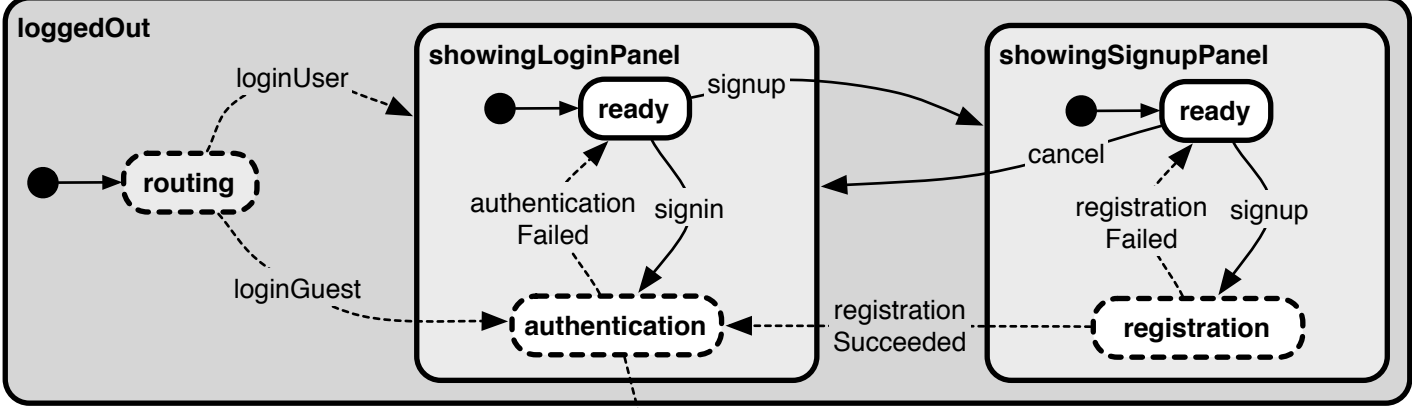 loggedOut
showingLoginPanel
showingSignupPanel
loginUser
ready
signup
ready
cancel
routing
authentication
Failed
signin
registration
Failed
signup
loginGuest
authentication
registration
Succeeded
registration